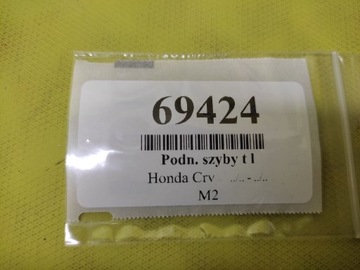 69424
Podn. szyby t l
Honda Crv ../.. - ../..
M2